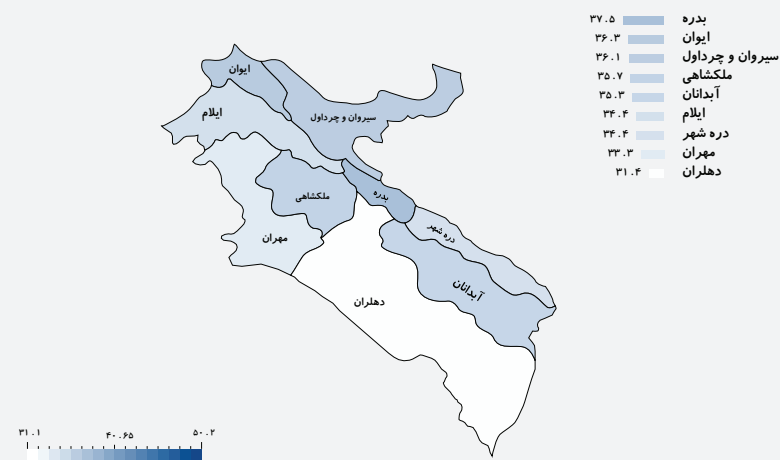 بدره ۳۷.۵
ایوان ۳۶.۳
سیروان و چرداول ۳۶.۱
ملکشاهی ۳۵.۷
آبدانان ۳۵.۳
ایلام ۳۴.۴
دره شهر ۳۴.۴
مهران ۳۳.۳
دهلران ۳۱.۴
ایوان
ایلام
سیروان و چرداول
ملکشاهی
بدره
مهران
دره شهر
آبدانان
دهلران
۳۱.۱ ۴۰.۶۵ ۵۰.۲